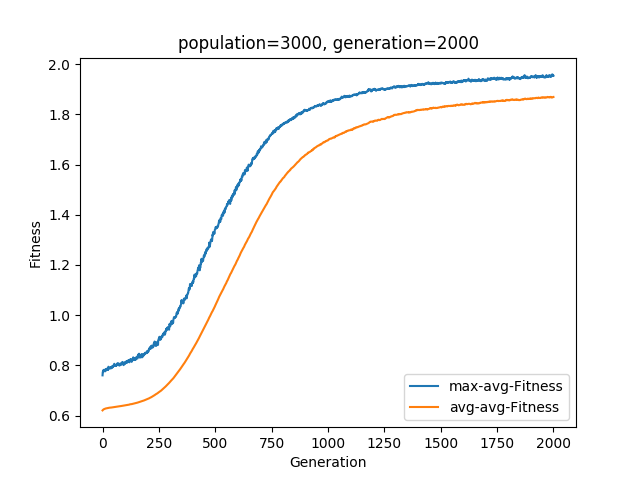 population=3000, generation=2000
2.0
1.8
1.6
1.4
1.2
1.0
0.8
0.6
Fitness
max-avg-Fitness
avg-avg-Fitness
0 250 500 750 1000 1250 1500 1750 2000
Generation